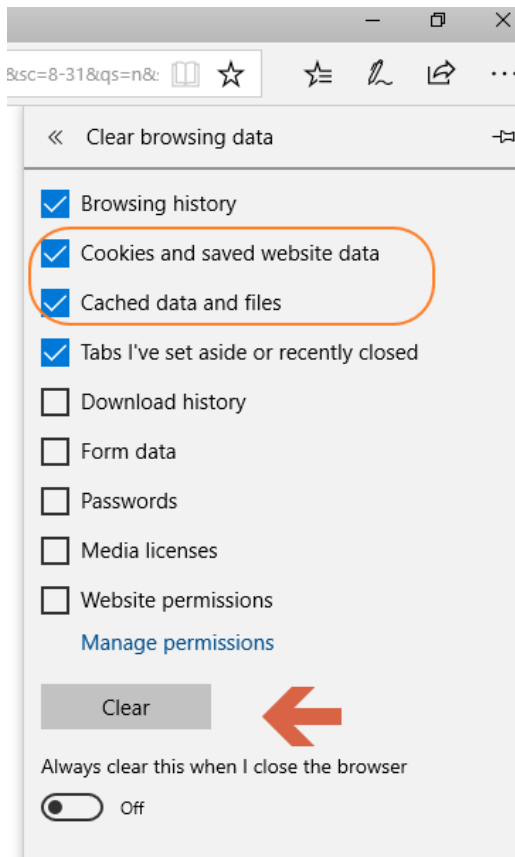 &sc=8-31&qs=n&
Clear browsing data
Browsing history
Cookies and saved website data
Cached data and files
Tabs I've set aside or recently closed
Download history
Form data
Passwords
Media licenses
Website permissions
Manage permissions
Clear
Always clear this when I close the browser
Off